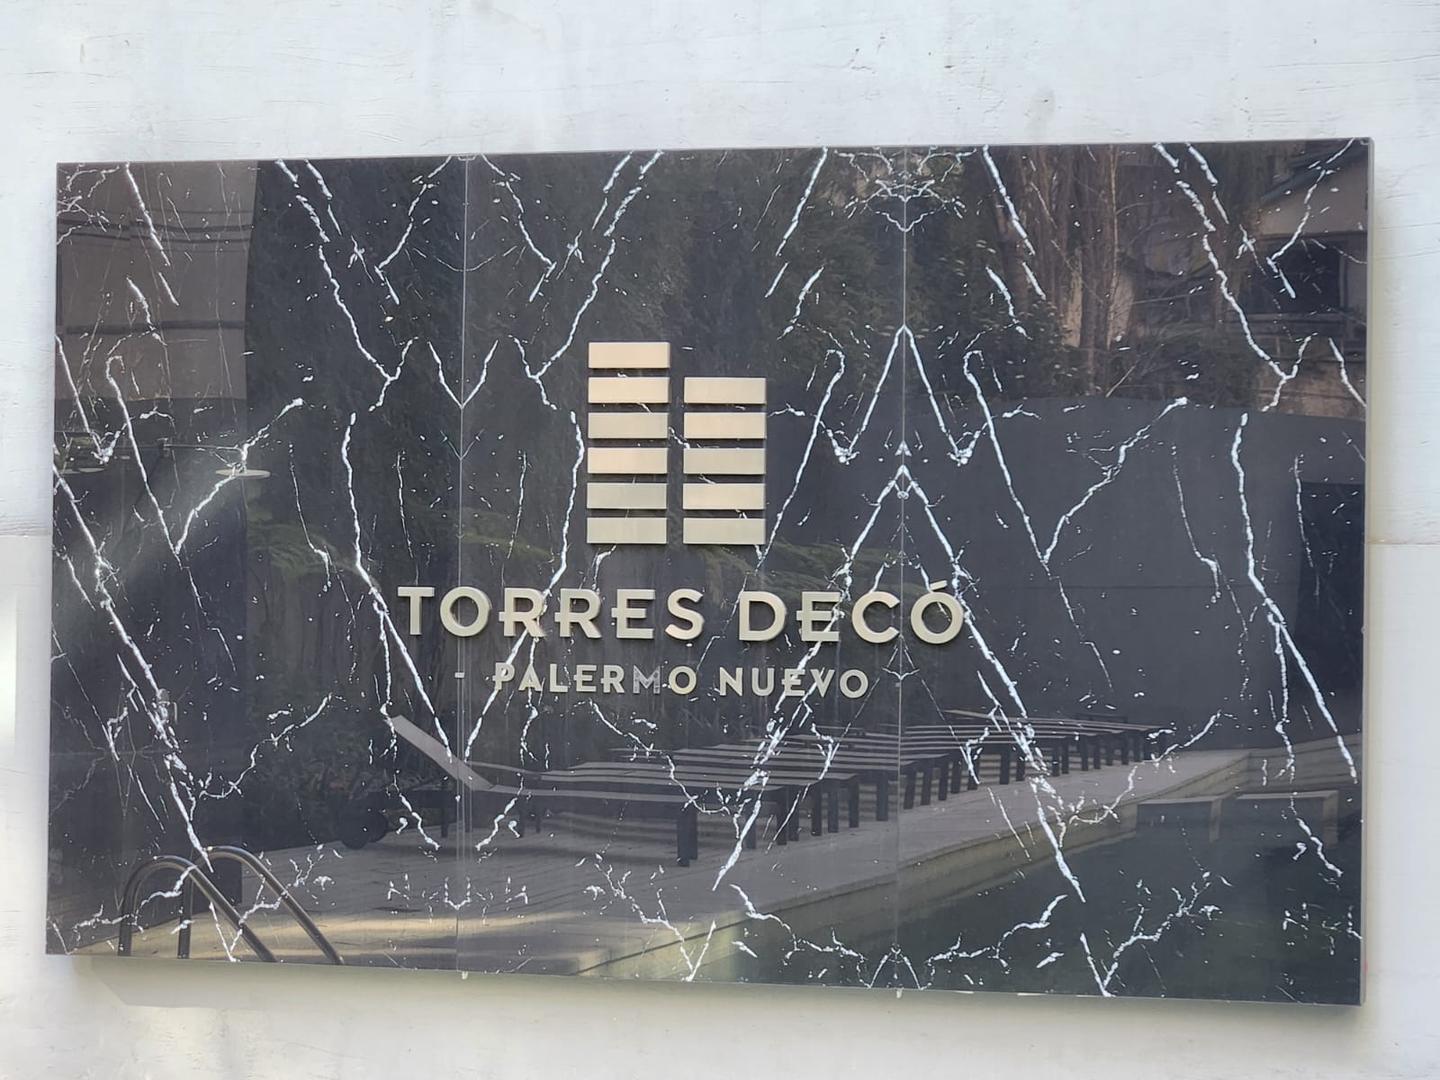 TORRES DECÓ
- PALERMO NUEVO -